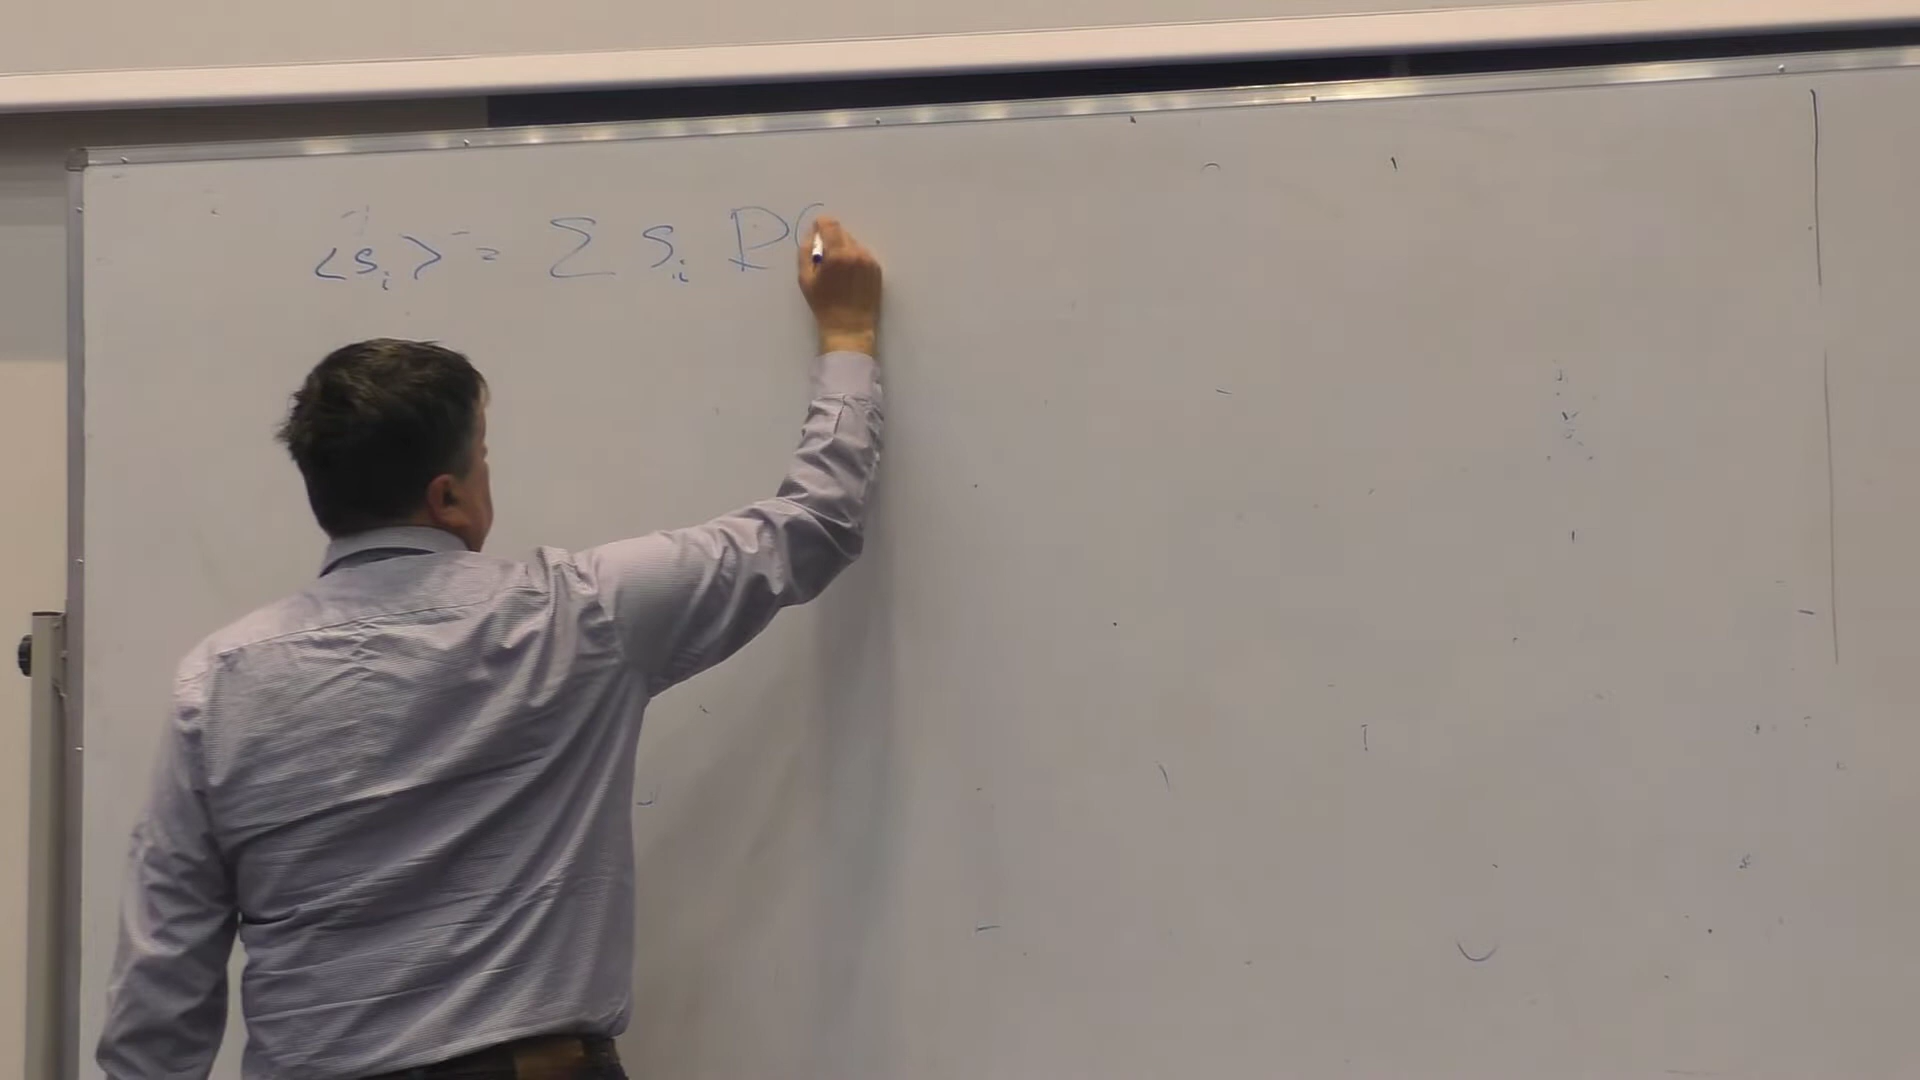 <s_i> = Σ s_i P(